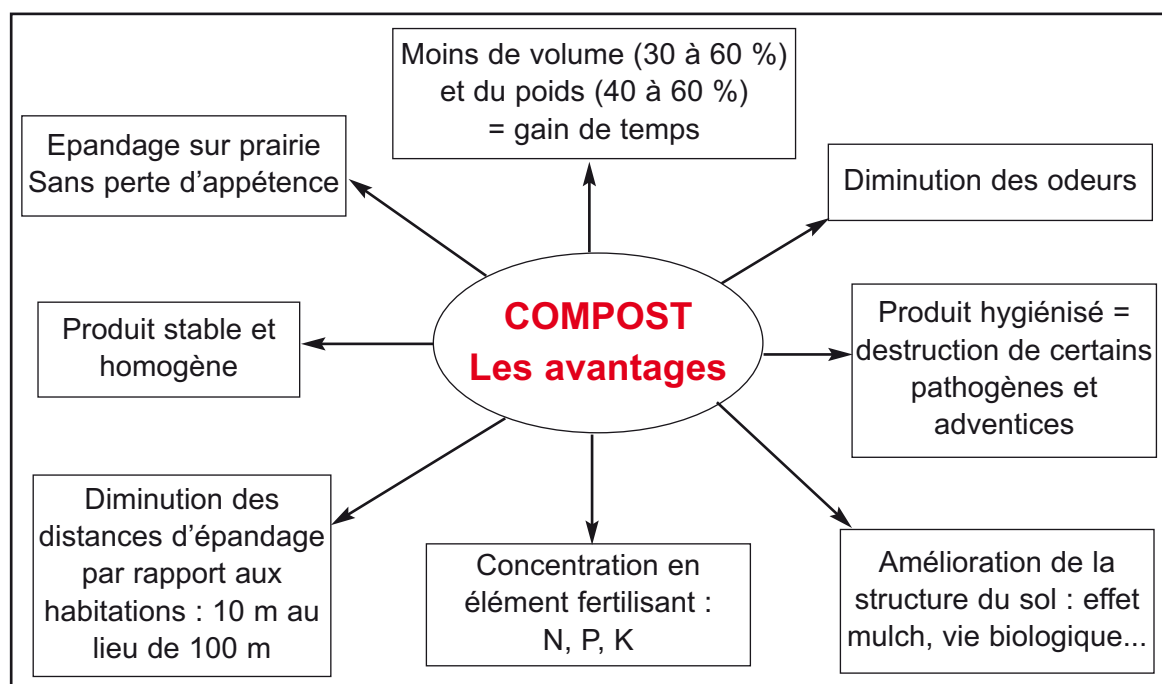 Moins de volume (30 à 60 %)
et du poids (40 à 60 %)
= gain de temps
Epandage sur prairie
Sans perte d'appétence
Diminution des odeurs
COMPOST
Les avantages
Produit stable et
homogène
Produit hygiénisé =
destruction de certains
pathogènes et
adventices
Diminution des
distances d'épandage
par rapport aux
habitations : 10 m au
lieu de 100 m
Concentration en
élément fertilisant :
N, P, K
Amélioration de la
structure du sol : effet
mulch, vie biologique...